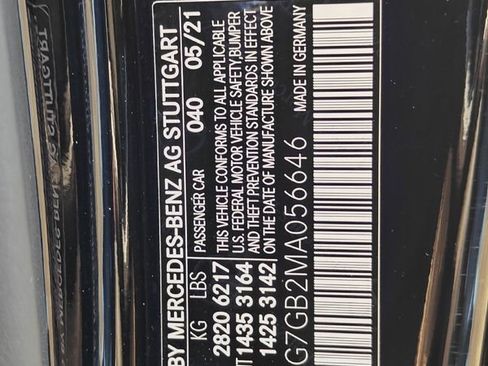 BY MERCEDES-BENZ AG STUTTGART
KG LBS PASSENGER CAR 040 05/21
2820 6217 THIS VEHICLE CONFORMS TO ALL APPLICABLE
U.S. FEDERAL MOTOR VEHICLE SAFETY, BUMPER
T 1435 3164 AND THEFT PREVENTION STANDARDS IN EFFECT
1425 3142 ON THE DATE OF MANUFACTURE SHOWN ABOVE
G7GB2MA056646 MADE IN GERMANY